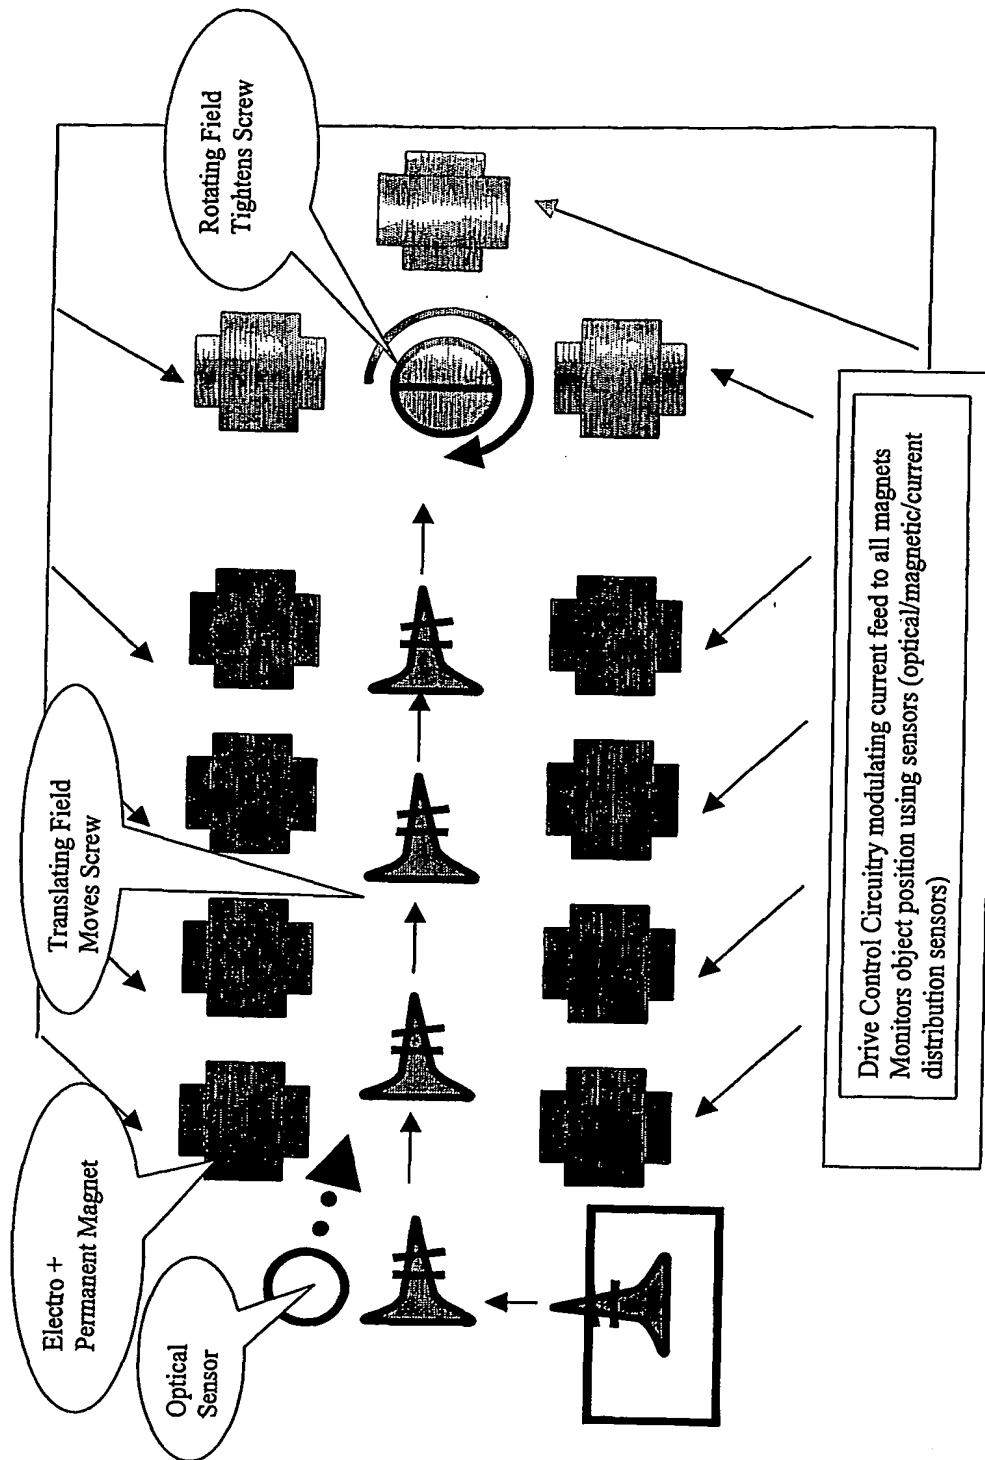 Electro +
Permanent Magnet
Optical
Sensor
Translating Field
Moves Screw
Rotating Field
Tightens Screw
Drive Control Circuitry modulating current feed to all magnets
Monitors object position using sensors (optical/magnetic/current
distribution sensors)